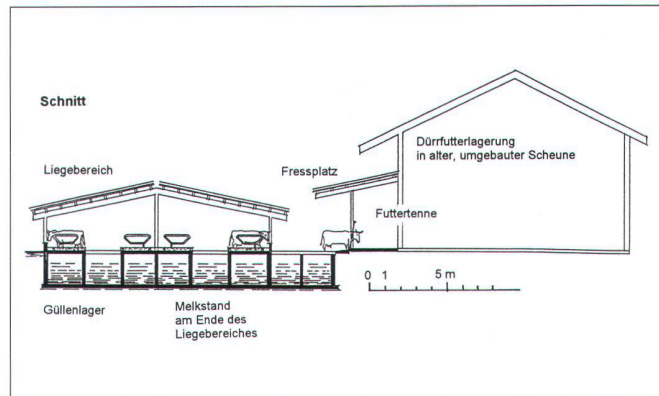 Schnitt
Dürrfutterlagerung
in alter, umgebauter Scheune
Liegebereich
Fressplatz
Futtertenne
0 1 5 m
Güllenlager
Melkstand
am Ende des
Liegebereiches